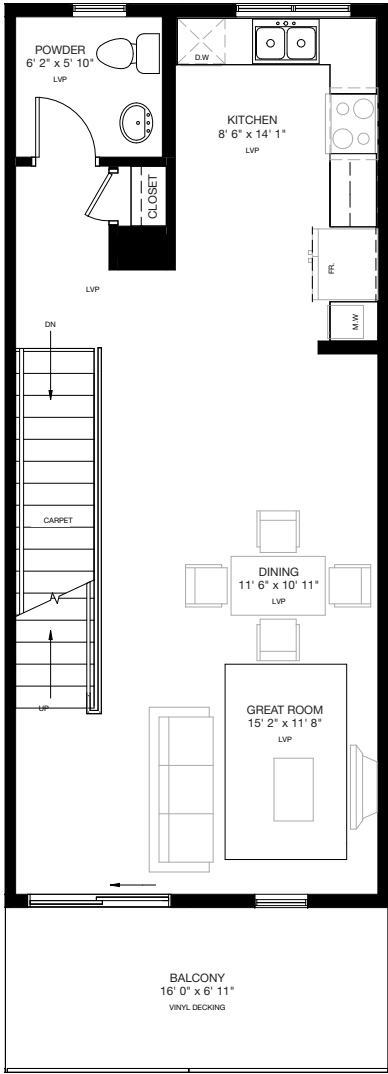 POWDER
6' 2" x 5' 10"
LVP
D.W
KITCHEN
8' 6" x 14' 1"
LVP
CLOSET
FR.
LVP
M.W
DN
CARPET
DINING
11' 6" x 10' 11"
LVP
UP
GREAT ROOM
15' 2" x 11' 8"
LVP
BALCONY
16' 0" x 6' 11"
VINYL DECKING